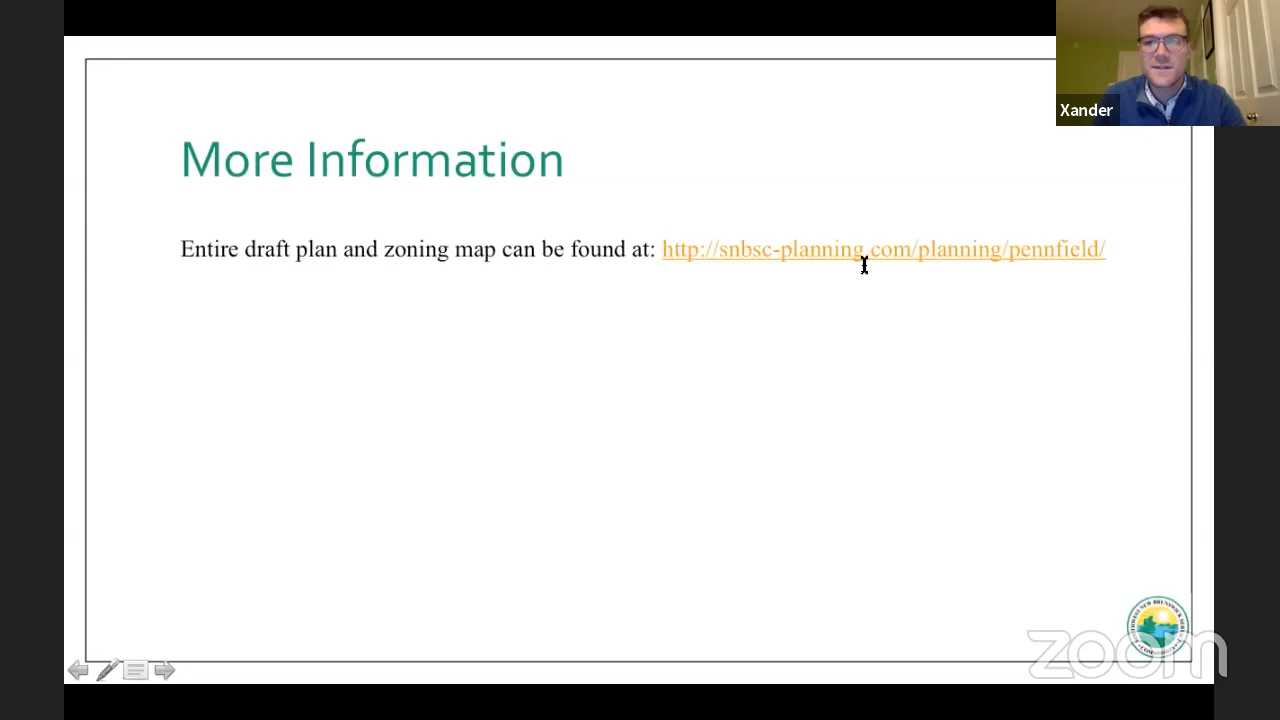 Xander
More Information
Entire draft plan and zoning map can be found at: http://snbsc-planning.com/planning/pennfield/
zoom